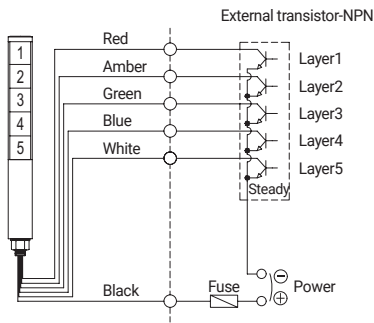 External transistor-NPN
Red
Layer1
Amber
Layer2
Green
Layer3
Blue
Layer4
White
Layer5
Steady
1
2
3
4
5
Black
Fuse
Power